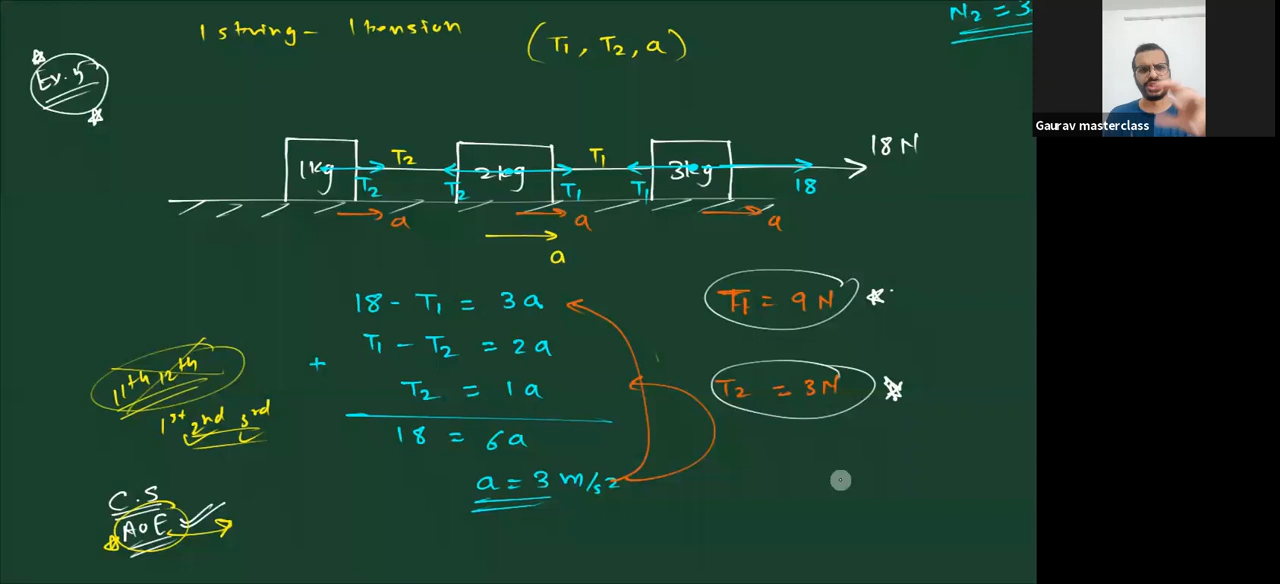 1 string - 1 tension
(T₁, T₂, a)
N₂ = 3
Ex. 5
Gaurav masterclass
18 N
1kg T₂ 2kg T₁ 3kg
T₂ T₂ T₁ T₁ 18
a a a
a
18 - T₁ = 3a
T₁ = 9 N
T₁ - T₂ = 2a
+
T₂ = 1a
T₂ = 3N
11th 12th
1st 2nd 3rd
18 = 6a
a = 3 m/s2
C.S
AOE